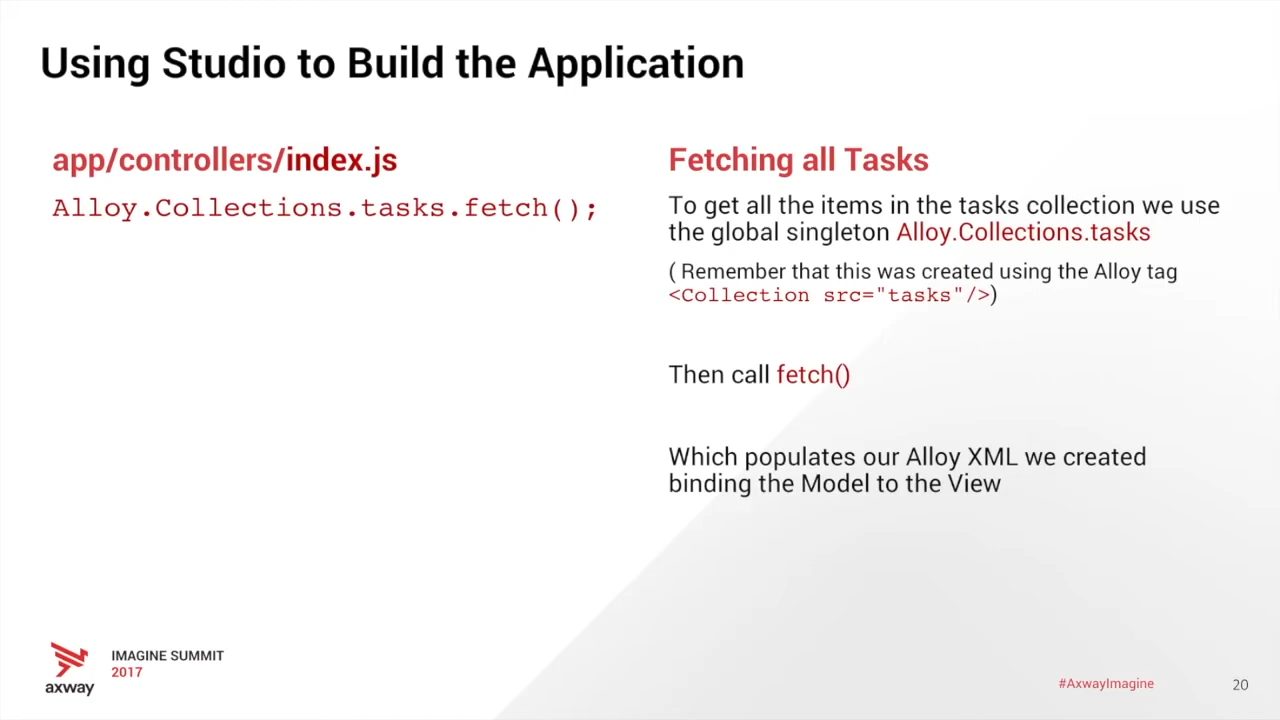 Using Studio to Build the Application
app/controllers/index.js
Alloy.Collections.tasks.fetch();
Fetching all Tasks
To get all the items in the tasks collection we use
the global singleton Alloy.Collections.tasks
( Remember that this was created using the Alloy tag
<Collection src="tasks"/>)
Then call fetch()
Which populates our Alloy XML we created
binding the Model to the View
axway
IMAGINE SUMMIT
2017
#AxwayImagine
20